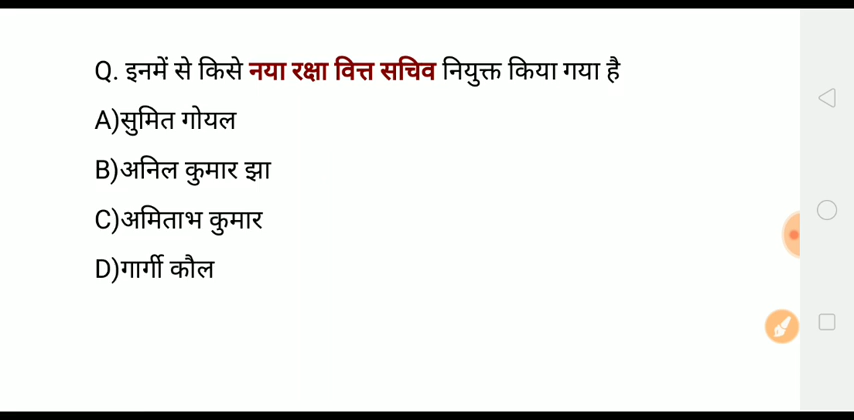 Q. इनमें से किसे नया रक्षा वित्त सचिव नियुक्त किया गया है
A)सुमित गोयल
B)अनिल कुमार झा
C)अमिताभ कुमार
D)गार्गी कौल